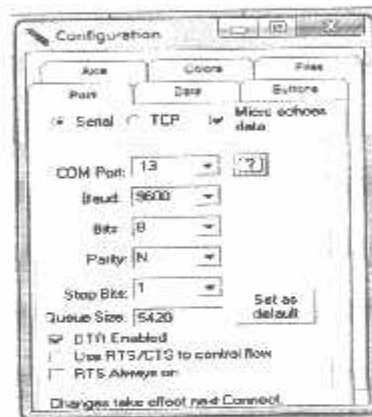 Configuration
Axis Colors Files
Port Data Buttons
Serial TCP Micro echoes
data
COM Port: 13 ?
Baud: 9600
Bits: 8
Parity: N
Stop Bits: 1
Set as
default
Queue Size: 5420
DTR Enabled
Use RTS/CTS to control flow
RTS Always on
Changes take effect next Connect.